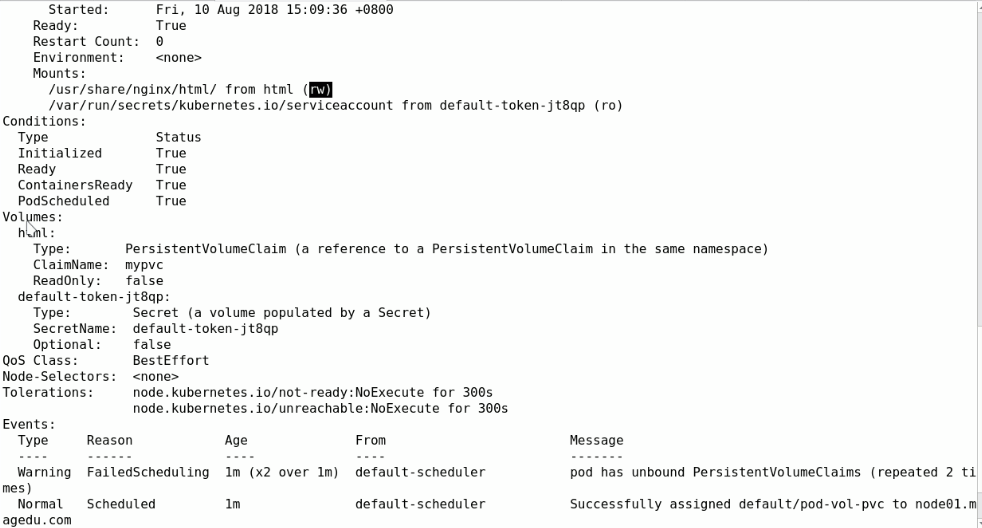 Started:      Fri, 10 Aug 2018 15:09:36 +0800
    Ready:          True
    Restart Count:  0
    Environment:    <none>
    Mounts:
      /usr/share/nginx/html/ from html (rw)
      /var/run/secrets/kubernetes.io/serviceaccount from default-token-jt8qp (ro)
Conditions:
  Type              Status
  Initialized       True
  Ready             True
  ContainersReady   True
  PodScheduled      True
Volumes:
  html:
    Type:       PersistentVolumeClaim (a reference to a PersistentVolumeClaim in the same namespace)
    ClaimName:  mypvc
    ReadOnly:   false
  default-token-jt8qp:
    Type:        Secret (a volume populated by a Secret)
    SecretName:  default-token-jt8qp
    Optional:    false
QoS Class:       BestEffort
Node-Selectors:  <none>
Tolerations:     node.kubernetes.io/not-ready:NoExecute for 300s
                 node.kubernetes.io/unreachable:NoExecute for 300s
Events:
  Type     Reason            Age               From                        Message
  ----     ------            ----              ----                        -------
  Warning  FailedScheduling  1m (x2 over 1m)  default-scheduler           pod has unbound PersistentVolumeClaims (repeated 2 ti
mes)
  Normal   Scheduled         1m                default-scheduler           Successfully assigned default/pod-vol-pvc to node01.m
agedu.com